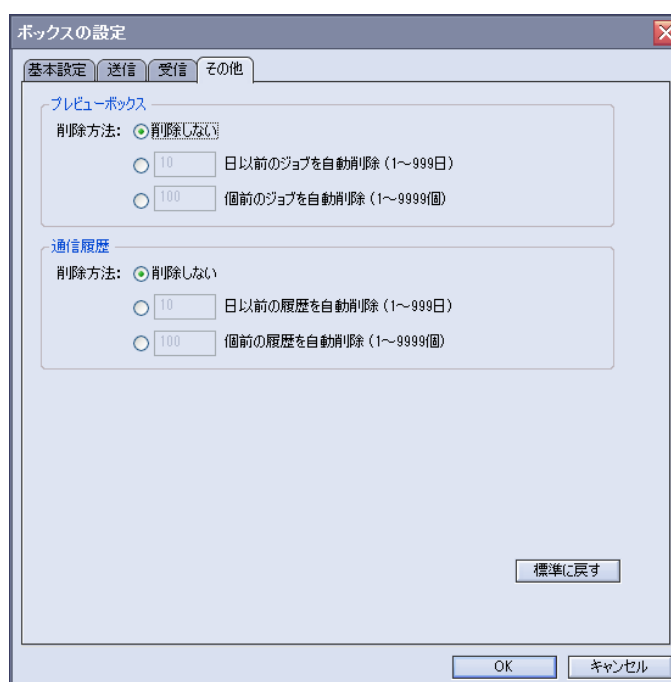 ボックスの設定
基本設定 送信 受信 その他
プレビューボックス
削除方法: 削除しない
10 日以前のジョブを自動削除 (1～999日)
100 個前のジョブを自動削除 (1～9999個)
通信履歴
削除方法: 削除しない
10 日以前の履歴を自動削除 (1～999日)
100 個前の履歴を自動削除 (1～9999個)
標準に戻す
OK キャンセル